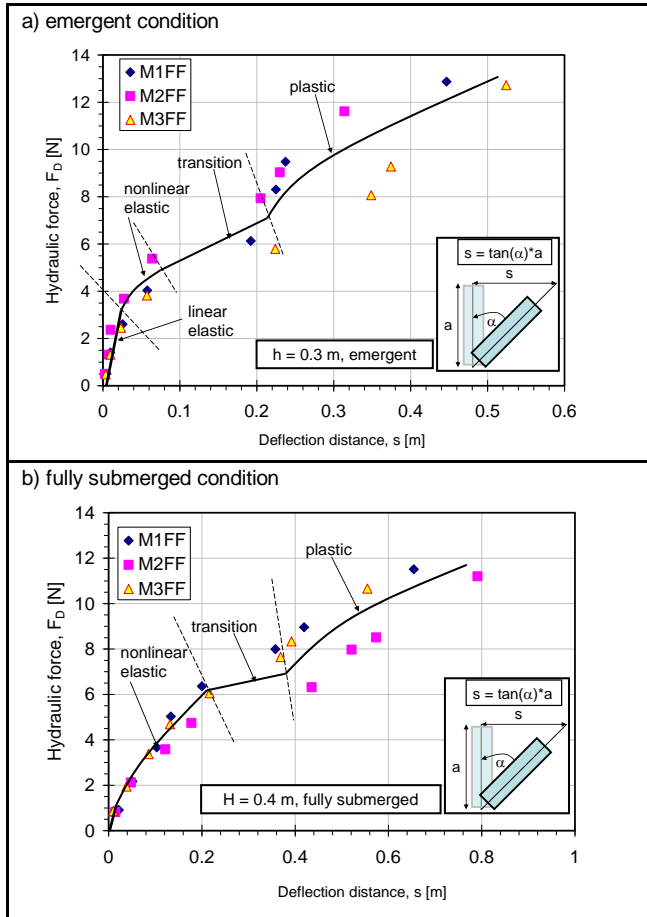 a) emergent condition
14
12
10
8
6
4
2
0
0
0.1
0.2
0.3
0.4
0.5
0.6
Hydraulic force, F_D [N]
Deflection distance, s [m]
M1FF
M2FF
M3FF
plastic
transition
nonlinear
elastic
linear
elastic
h = 0.3 m, emergent
s = tan(α)*a
s
a
α
b) fully submerged condition
14
12
10
8
6
4
2
0
0
0.2
0.4
0.6
0.8
1
Hydraulic force, F_D [N]
Deflection distance, s [m]
M1FF
M2FF
M3FF
plastic
transition
nonlinear
elastic
H = 0.4 m, fully submerged
s = tan(α)*a
s
a
α